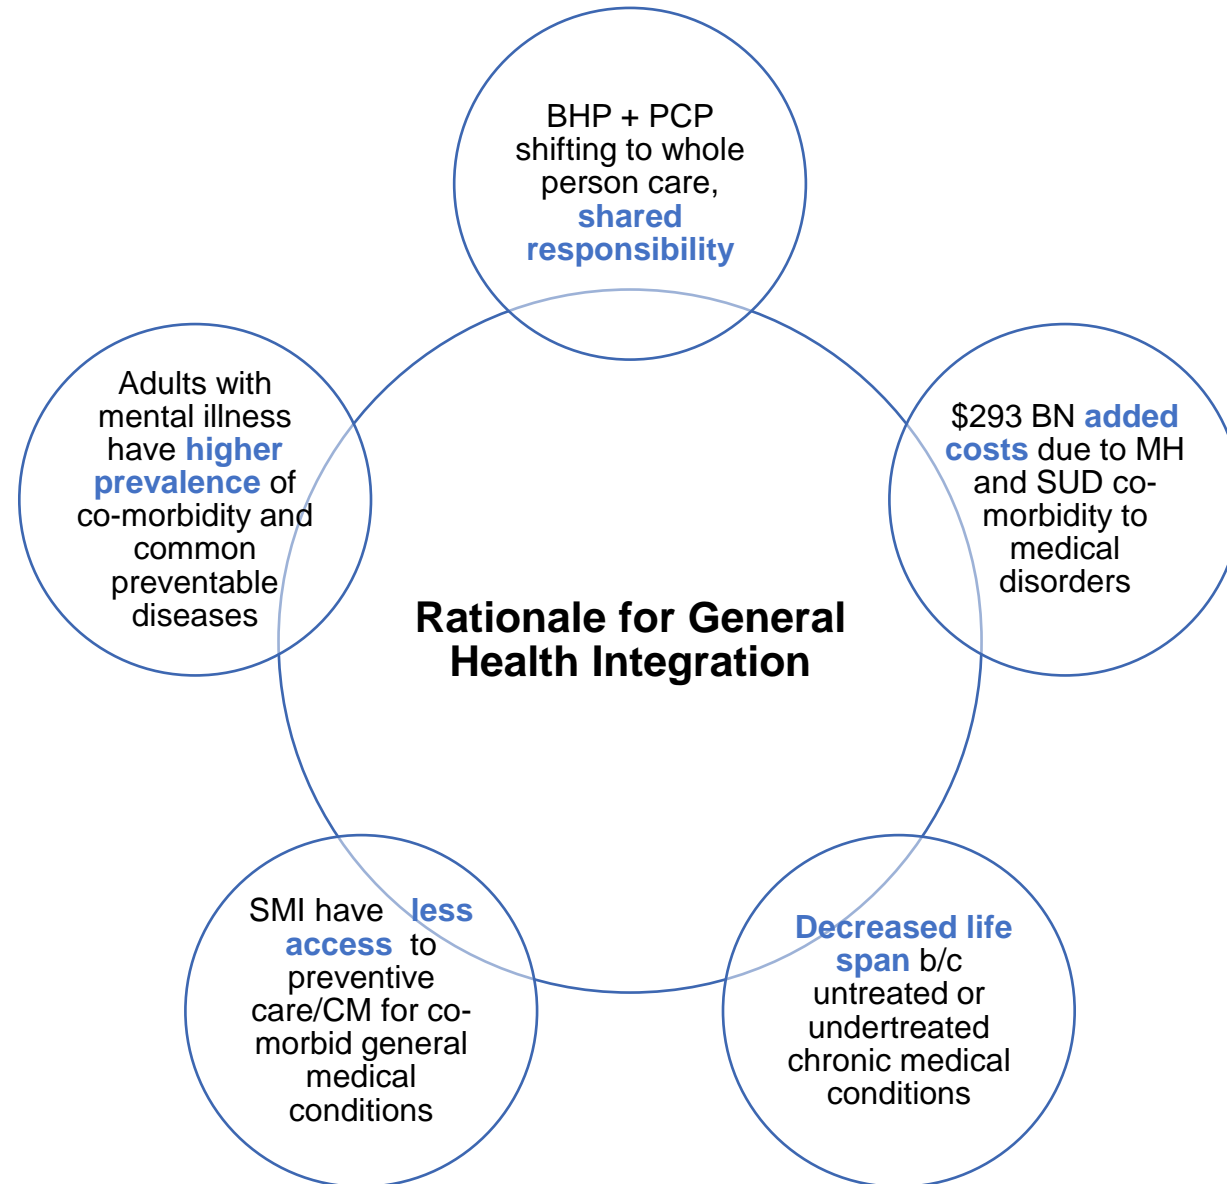 BHP + PCP
shifting to whole
person care,
shared
responsibility
Adults with
mental illness
have higher
prevalence of
co-morbidity and
common
preventable
diseases
$293 BN added
costs due to MH
and SUD co-
morbidity to
medical
disorders
Rationale for General
Health Integration
SMI have less
access to
preventive
care/CM for co-
morbid general
medical
conditions
Decreased life
span b/c
untreated or
undertreated
chronic medical
conditions